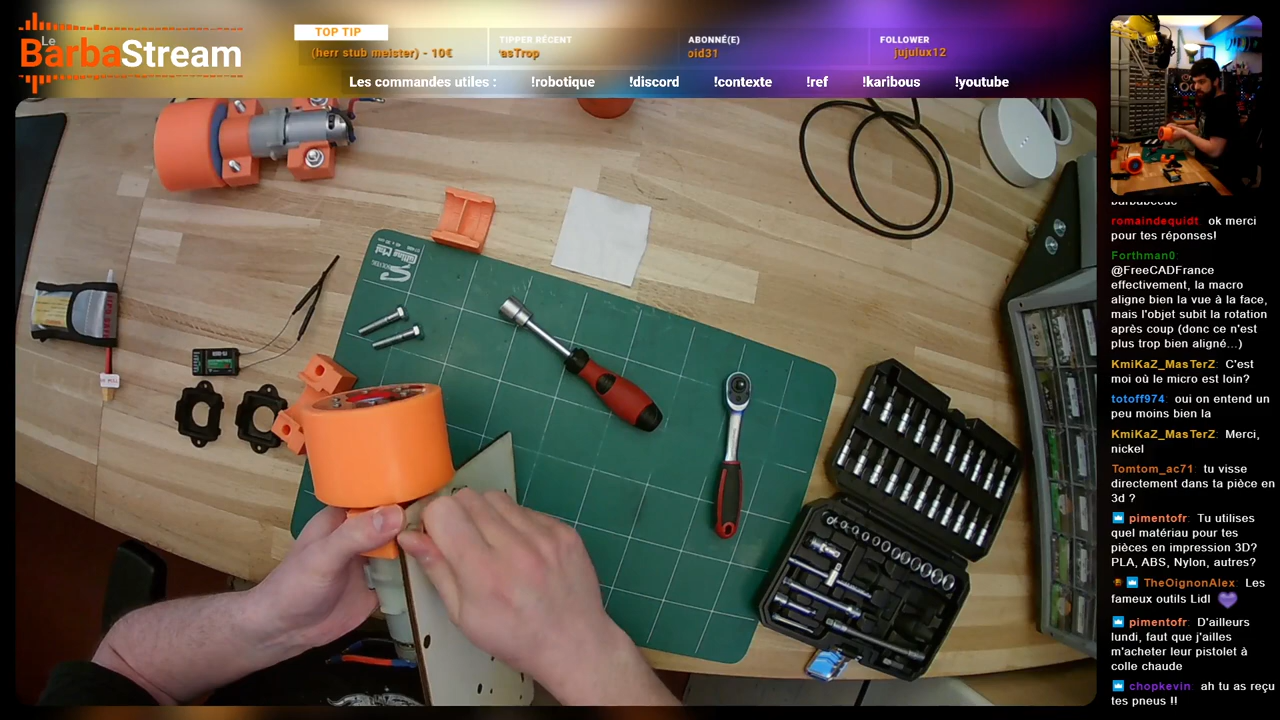 Le
BarbaStream
TOP TIP
(herr stub meister) - 10€
TIPPER RÉCENT
asTrop
ABONNÉ(E)
oid31
FOLLOWER
jujulux12
Les commandes utiles : !robotique !discord !contexte !ref !karibous !youtube
barbabecue
romaindequidt: ok merci
pour tes réponses!
Forthman0:
@FreeCADFrance
effectivement, la macro
aligne bien la vue à la face,
mais l'objet subit la rotation
après coup (donc ce n'est
plus trop bien aligné...)
KmiKaZ_MasTerZ: C'est
moi où le micro est loin?
totoff974: oui on entend un
peu moins bien la
KmiKaZ_MasTerZ: Merci,
nickel
Tomtom_ac71: tu visse
directement dans ta pièce en
3d ?
pimentofr: Tu utilises
quel matériau pour tes
pièces en impression 3D?
PLA, ABS, Nylon, autres?
TheOignonAlex: Les
fameux outils Lidl
pimentofr: D'ailleurs
lundi, faut que j'ailles
m'acheter leur pistolet à
colle chaude
chopkevin: ah tu as reçu
tes pneus !!
Cutting Mat